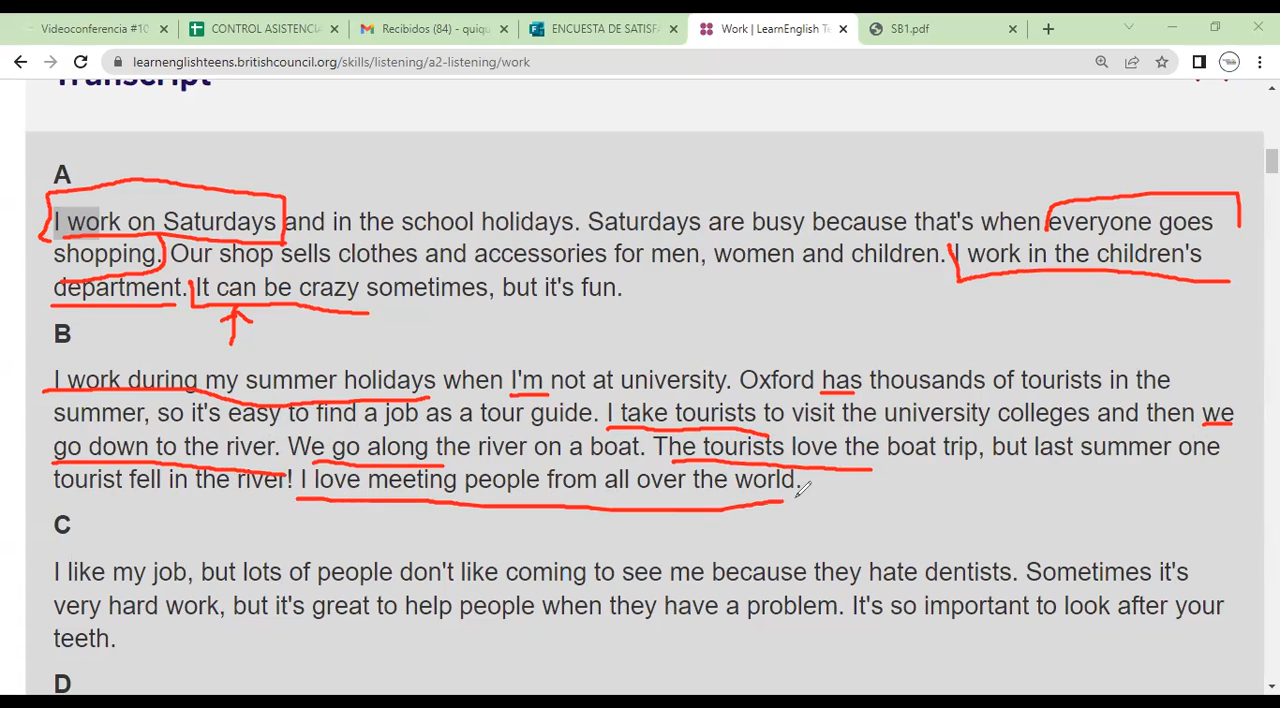 Videoconferencia #10
CONTROL ASISTENCIA
Recibidos (84) - quiqu
ENCUESTA DE SATISFA
Work | LearnEnglish Te
SB1.pdf
learnenglishteens.britishcouncil.org/skills/listening/a2-listening/work
Transcript
A
I work on Saturdays and in the school holidays. Saturdays are busy because that's when everyone goes
shopping. Our shop sells clothes and accessories for men, women and children. I work in the children's
department. It can be crazy sometimes, but it's fun.
B
I work during my summer holidays when I'm not at university. Oxford has thousands of tourists in the
summer, so it's easy to find a job as a tour guide. I take tourists to visit the university colleges and then we
go down to the river. We go along the river on a boat. The tourists love the boat trip, but last summer one
tourist fell in the river! I love meeting people from all over the world.
C
I like my job, but lots of people don't like coming to see me because they hate dentists. Sometimes it's
very hard work, but it's great to help people when they have a problem. It's so important to look after your
teeth.
D